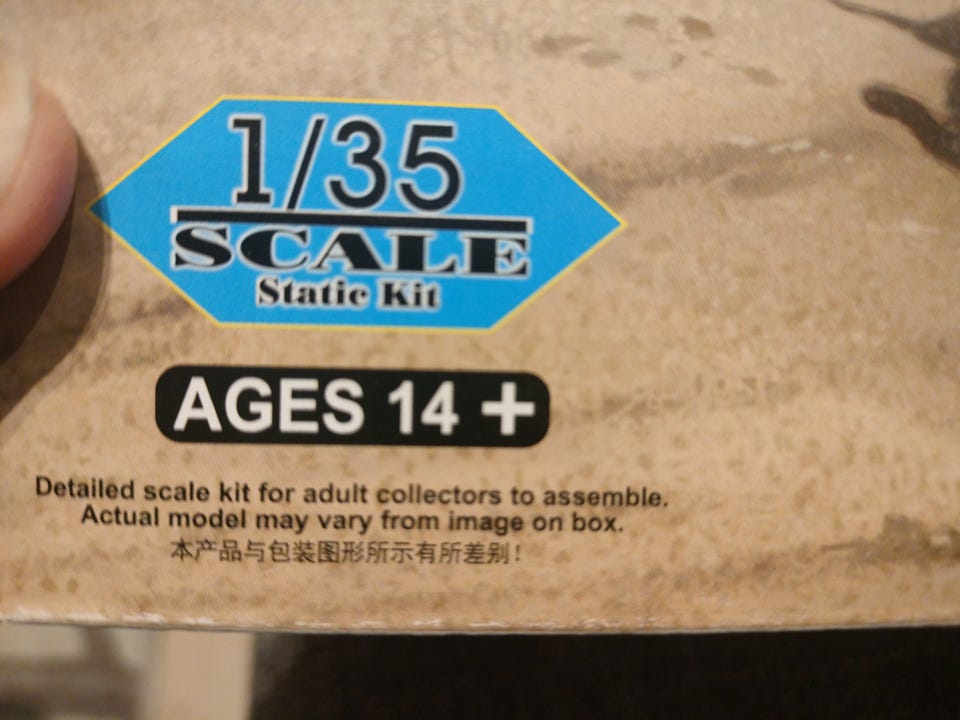 1/35
SCALE
Static Kit
AGES 14+
Detailed scale kit for adult collectors to assemble.
Actual model may vary from image on box.
本产品与包装图形所示有所差别!